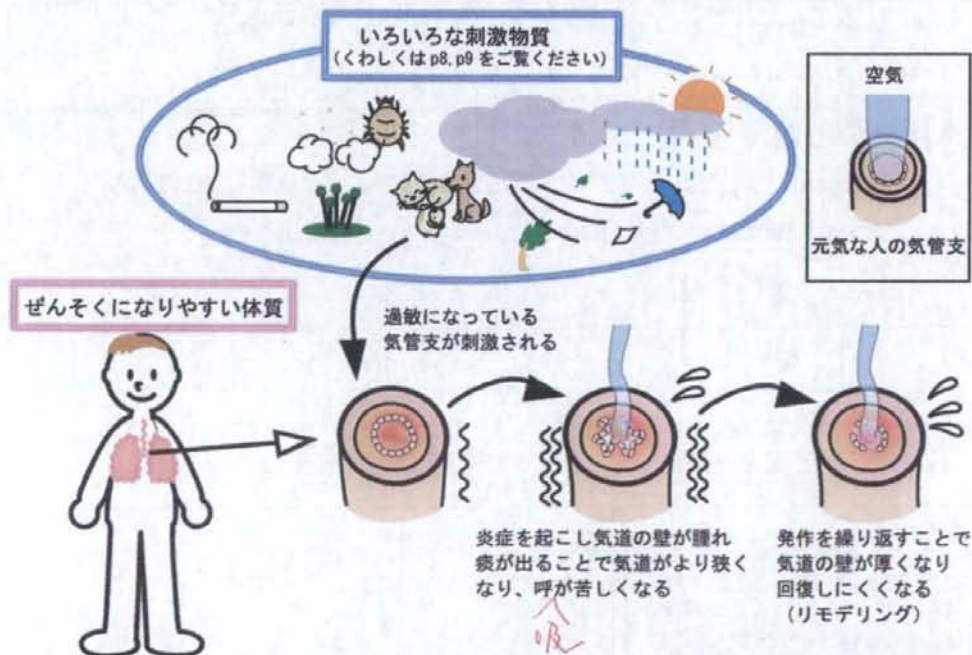 いろいろな刺激物質
(くわしくは p8, p9 をご覧ください)
空気
元気な人の気管支
ぜんそくになりやすい体質
過敏になっている
気管支が刺激される
炎症を起こし気道の壁が腫れ
痰が出ることで気道がより狭く
なり、呼が苦しくなる
吸
発作を繰り返すことで
気道の壁が厚くなり
回復しにくくなる
(リモデリング)